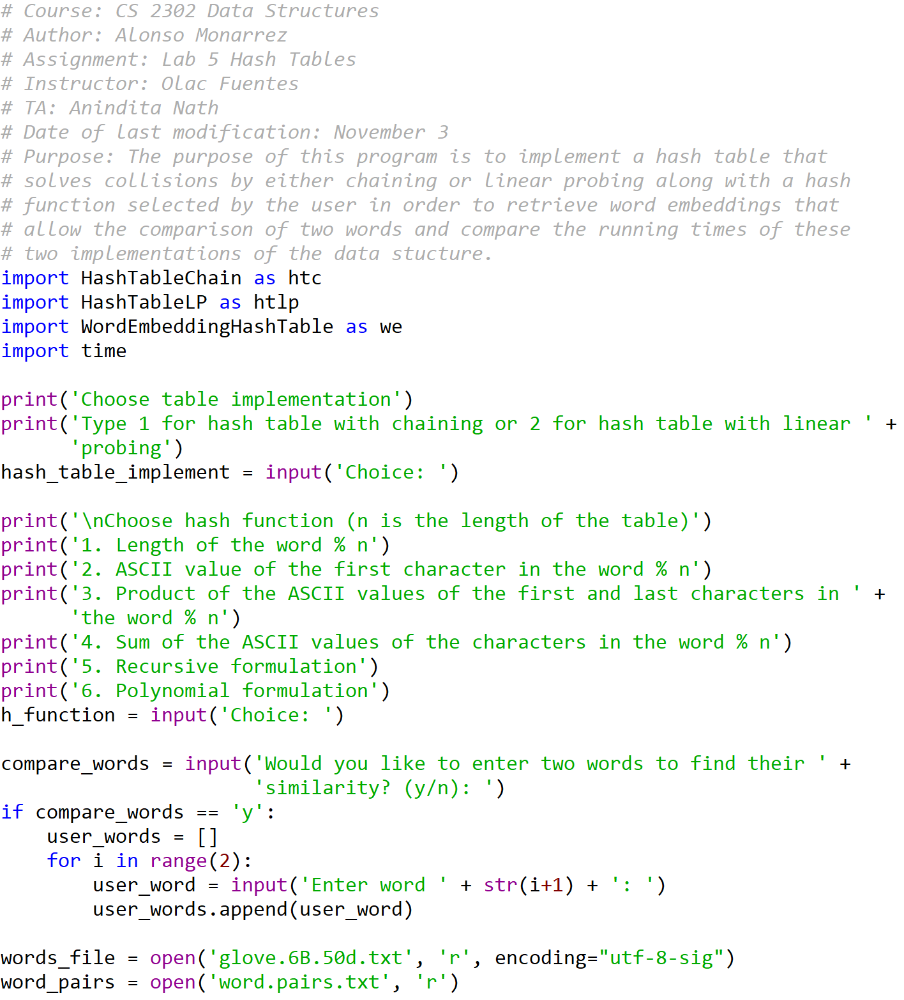 # Course: CS 2302 Data Structures
# Author: Alonso Monarrez
# Assignment: Lab 5 Hash Tables
# Instructor: Olac Fuentes
# TA: Anindita Nath
# Date of last modification: November 3
# Purpose: The purpose of this program is to implement a hash table that
# solves collisions by either chaining or linear probing along with a hash
# function selected by the user in order to retrieve word embeddings that
# allow the comparison of two words and compare the running times of these
# two implementations of the data stucture.
import HashTableChain as htc
import HashTableLP as htlp
import WordEmbeddingHashTable as we
import time

print('Choose table implementation')
print('Type 1 for hash table with chaining or 2 for hash table with linear ' +
      'probing')
hash_table_implement = input('Choice: ')

print('\nChoose hash function (n is the length of the table)')
print('1. Length of the word % n')
print('2. ASCII value of the first character in the word % n')
print('3. Product of the ASCII values of the first and last characters in ' +
      'the word % n')
print('4. Sum of the ASCII values of the characters in the word % n')
print('5. Recursive formulation')
print('6. Polynomial formulation')
h_function = input('Choice: ')

compare_words = input('Would you like to enter two words to find their ' +
                      'similarity? (y/n): ')
if compare_words == 'y':
    user_words = []
    for i in range(2):
        user_word = input('Enter word ' + str(i+1) + ': ')
        user_words.append(user_word)

words_file = open('glove.6B.50d.txt', 'r', encoding="utf-8-sig")
word_pairs = open('word.pairs.txt', 'r')